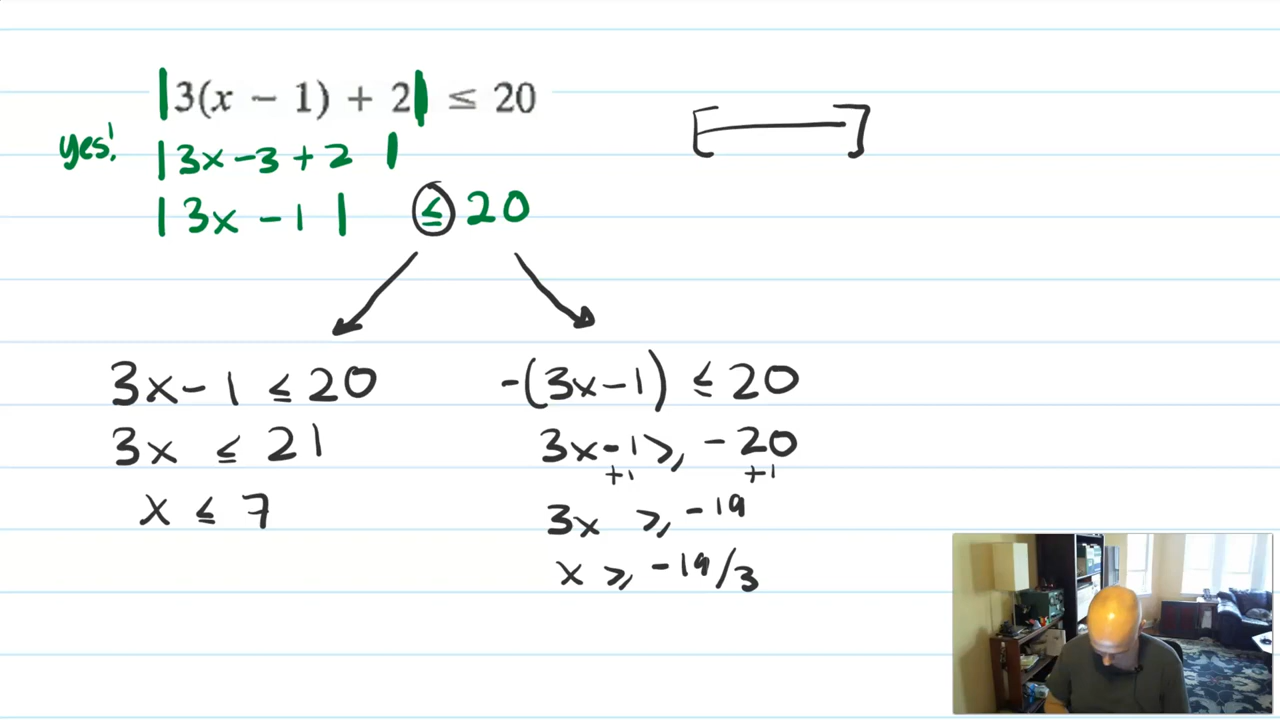 |3(x − 1) + 2| ≤ 20
yes!
|3x - 3 + 2|
|3x - 1| ≤ 20
3x - 1 ≤ 20
3x ≤ 21
x ≤ 7
-(3x - 1) ≤ 20
3x - 1 ≥ -20
+1 +1
3x ≥ -19
x ≥ -19/3